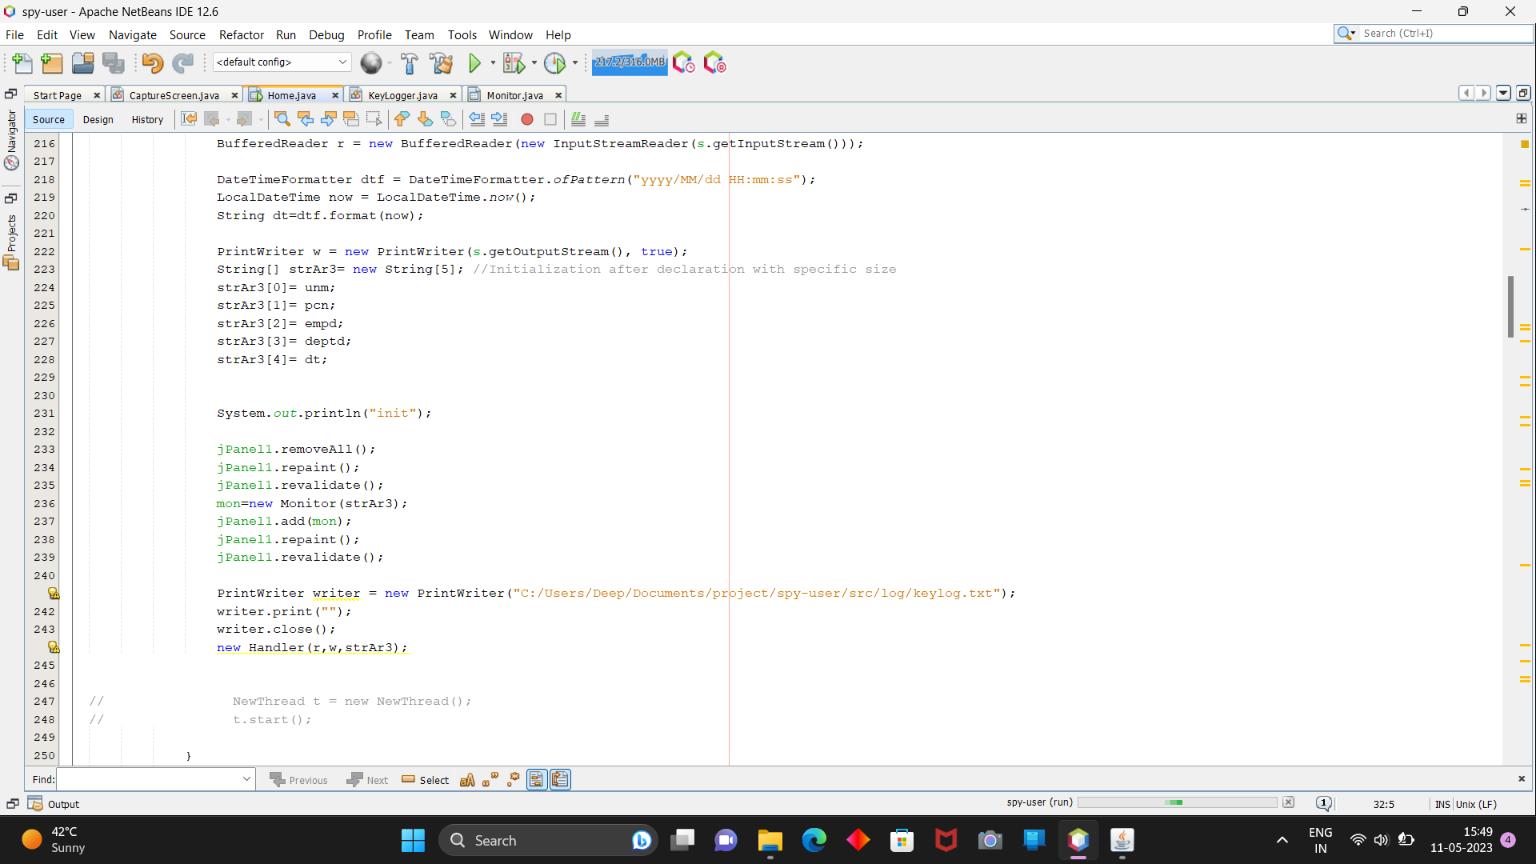 spy-user - Apache NetBeans IDE 12.6
File Edit View Navigate Source Refactor Run Debug Profile Team Tools Window Help
Search (Ctrl+I)
<default config>
217.2/316.0MB
Start Page
CaptureScreen.java
Home.java
KeyLogger.java
Monitor.java
Navigator
Projects
Source Design History
216 BufferedReader r = new BufferedReader(new InputStreamReader(s.getInputStream()));
217
218 DateTimeFormatter dtf = DateTimeFormatter.ofPattern("yyyy/MM/dd HH:mm:ss");
219 LocalDateTime now = LocalDateTime.now();
220 String dt=dtf.format(now);
221
222 PrintWriter w = new PrintWriter(s.getOutputStream(), true);
223 String[] strAr3= new String[5]; //Initialization after declaration with specific size
224 strAr3[0]= unm;
225 strAr3[1]= pcn;
226 strAr3[2]= empd;
227 strAr3[3]= deptd;
228 strAr3[4]= dt;
229
230
231 System.out.println("init");
232
233 jPanel1.removeAll();
234 jPanel1.repaint();
235 jPanel1.revalidate();
236 mon=new Monitor(strAr3);
237 jPanel1.add(mon);
238 jPanel1.repaint();
239 jPanel1.revalidate();
240
PrintWriter writer = new PrintWriter("C:/Users/Deep/Documents/project/spy-user/src/log/keylog.txt");
242 writer.print("");
243 writer.close();
new Handler(r,w,strAr3);
245
246
247 // NewThread t = new NewThread();
248 // t.start();
249
250 }
Find: Previous Next Select
Output
spy-user (run)
1
32:5
INS
Unix (LF)
42°C
Sunny
Search
ENG
IN
15:49
11-05-2023
4